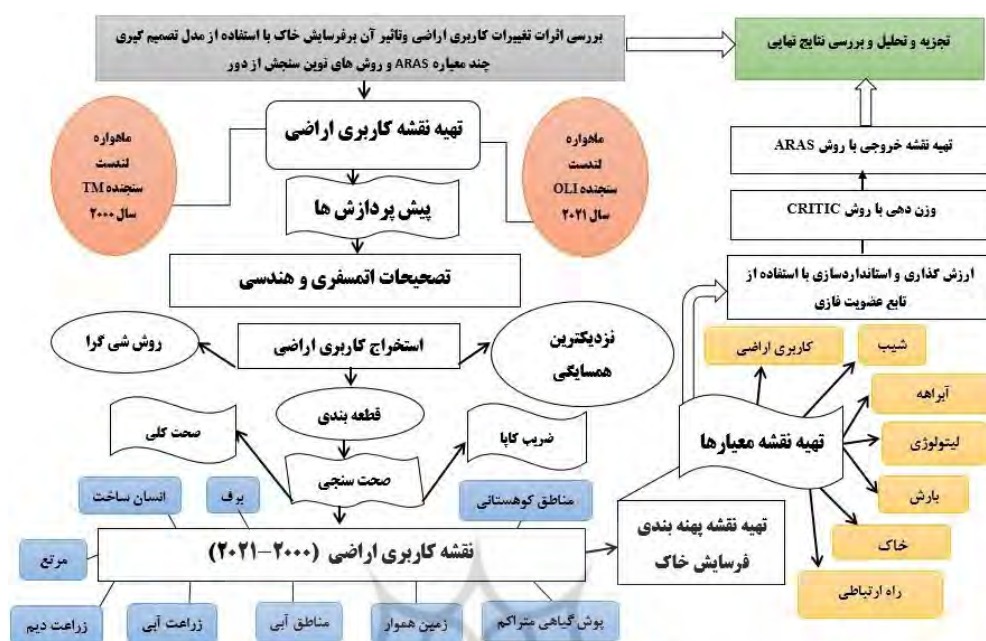 بررسی اثرات تغییرات کاربری اراضی وتاثیر آن برفرسایش خاک با استفاده از مدل تصمیم گیری
چند معیاره ARAS و روش های نوین سنجش از دور
تجزیه و تحلیل و بررسی نتایج نهایی
ماهواره
لندست
سنجنده OLI
سال ۲۰۲۱
تهیه نقشه کاربری اراضی
ماهواره
لندست
سنجنده TM
سال ۲۰۰۰
پیش پردازش ها
تصحیحات اتمسفری و هندسی
نزدیکترین
همسایگی
استخراج کاربری اراضی
روش شی گرا
قطعه بندی
ضریب کاپا
صحت سنجی
صحت کلی
مناطق کوهستانی
برف
انسان ساخت
نقشه کاربری اراضی (۲۰۰۰-۲۰۲۱)
مرتع
پوش گیاهی متراکم
زمین هموار
مناطق آبی
زراعت آبی
زراعت دیم
تهیه نقشه پهنه بندی
فرسایش خاک
تهیه نقشه معیارها
کاربری اراضی
شیب
آبراهه
لیتولوژی
بارش
خاک
راه ارتباطی
ارزش گذاری و استانداردسازی با استفاده از
تابع عضویت فازی
وزن دهی با روش CRITIC
تهیه نقشه خروجی با روش ARAS